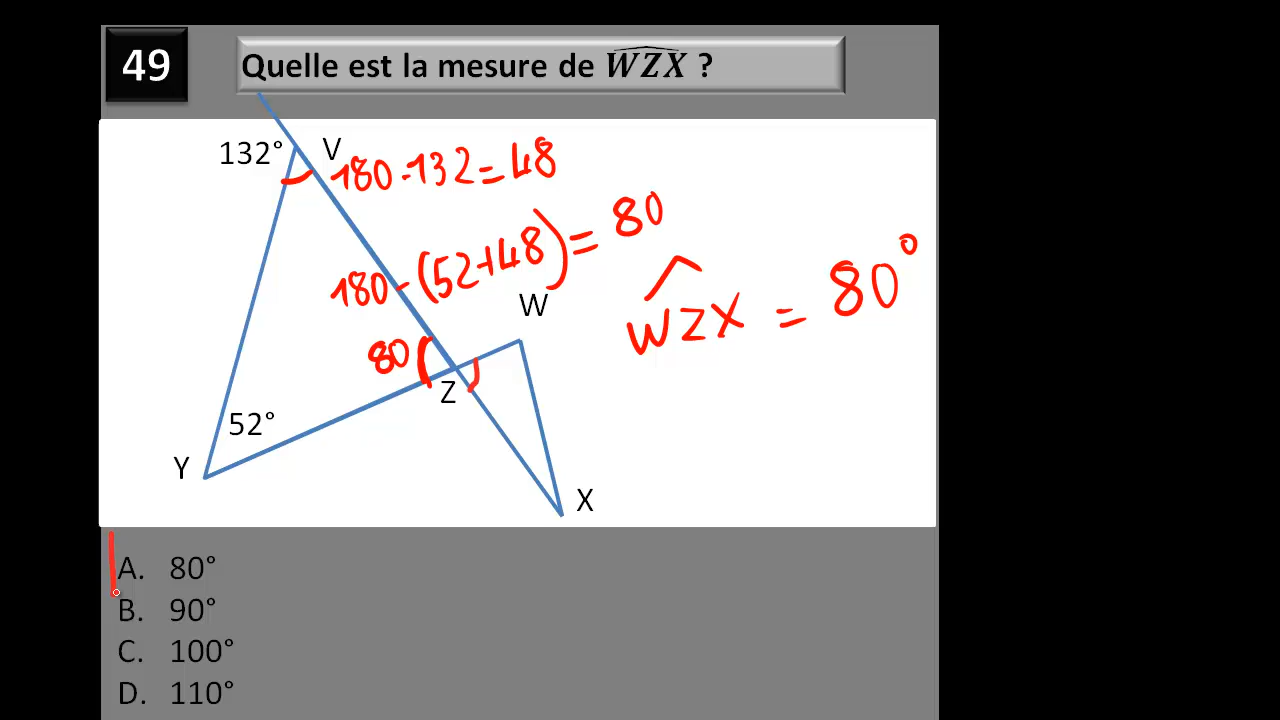 49
Quelle est la mesure de WZX ?
132°
V
180-132=48
180-(52+48)=80
W
WZX = 80°
80
Z
52°
Y
X
A. 80°
B. 90°
C. 100°
D. 110°